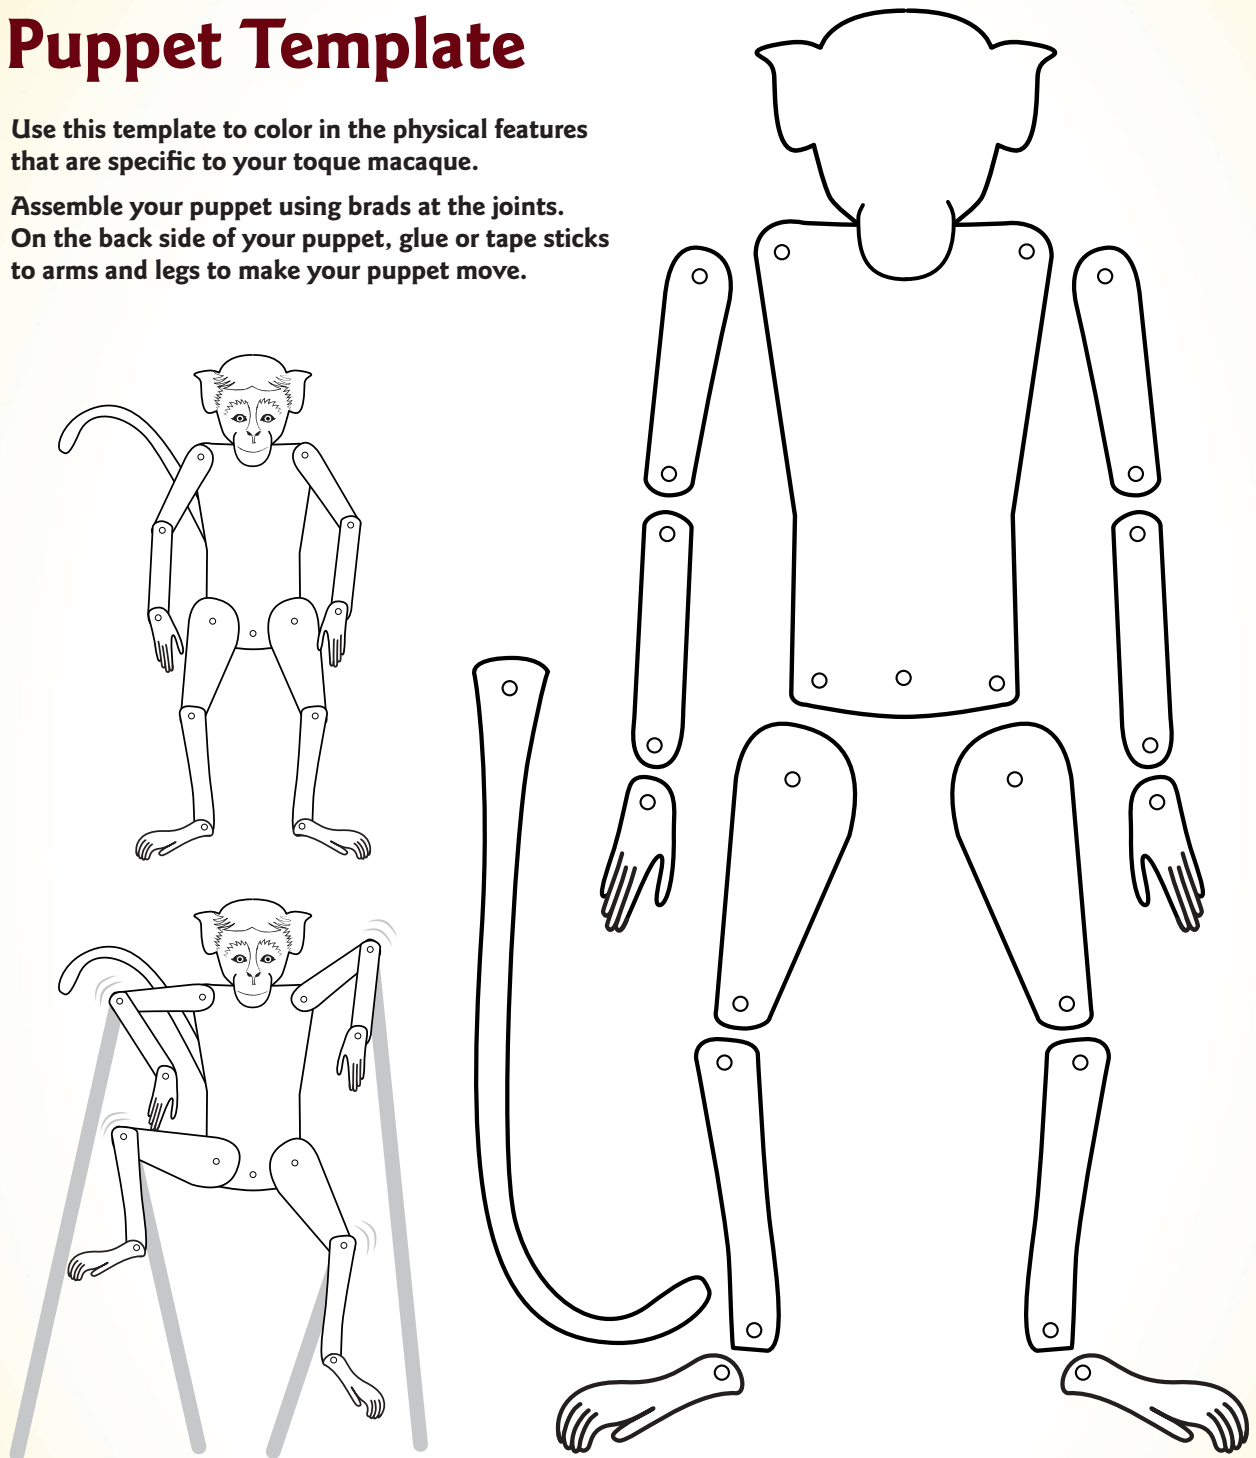 Puppet Template
Use this template to color in the physical features
that are specific to your toque macaque.
Assemble your puppet using brads at the joints.
On the back side of your puppet, glue or tape sticks
to arms and legs to make your puppet move.